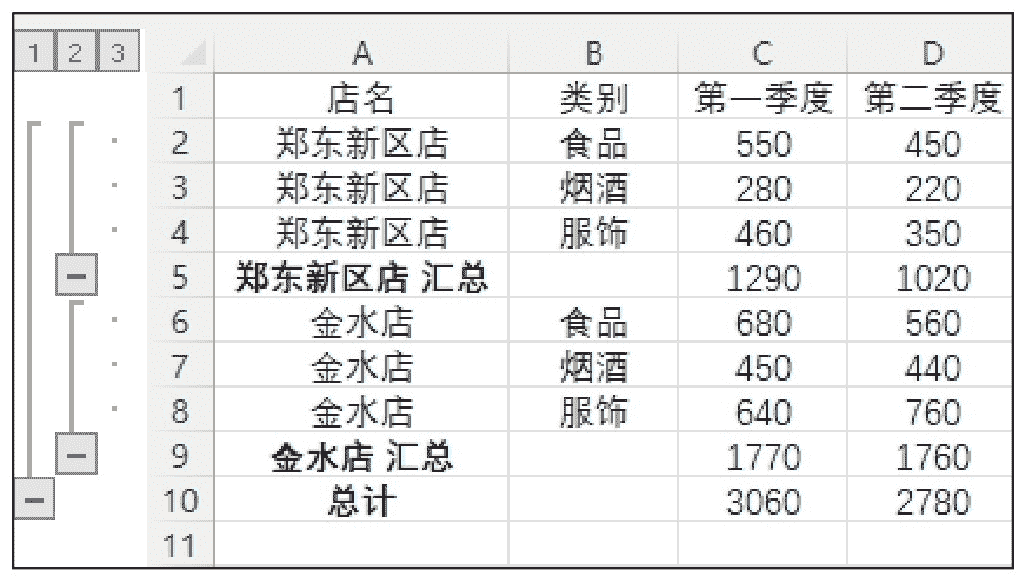 1 2 3 A B C D
1 店名 类别 第一季度 第二季度
2 郑东新区店 食品 550 450
3 郑东新区店 烟酒 280 220
4 郑东新区店 服饰 460 350
5 郑东新区店 汇总 1290 1020
6 金水店 食品 680 560
7 金水店 烟酒 450 440
8 金水店 服饰 640 760
9 金水店 汇总 1770 1760
10 总计 3060 2780
11